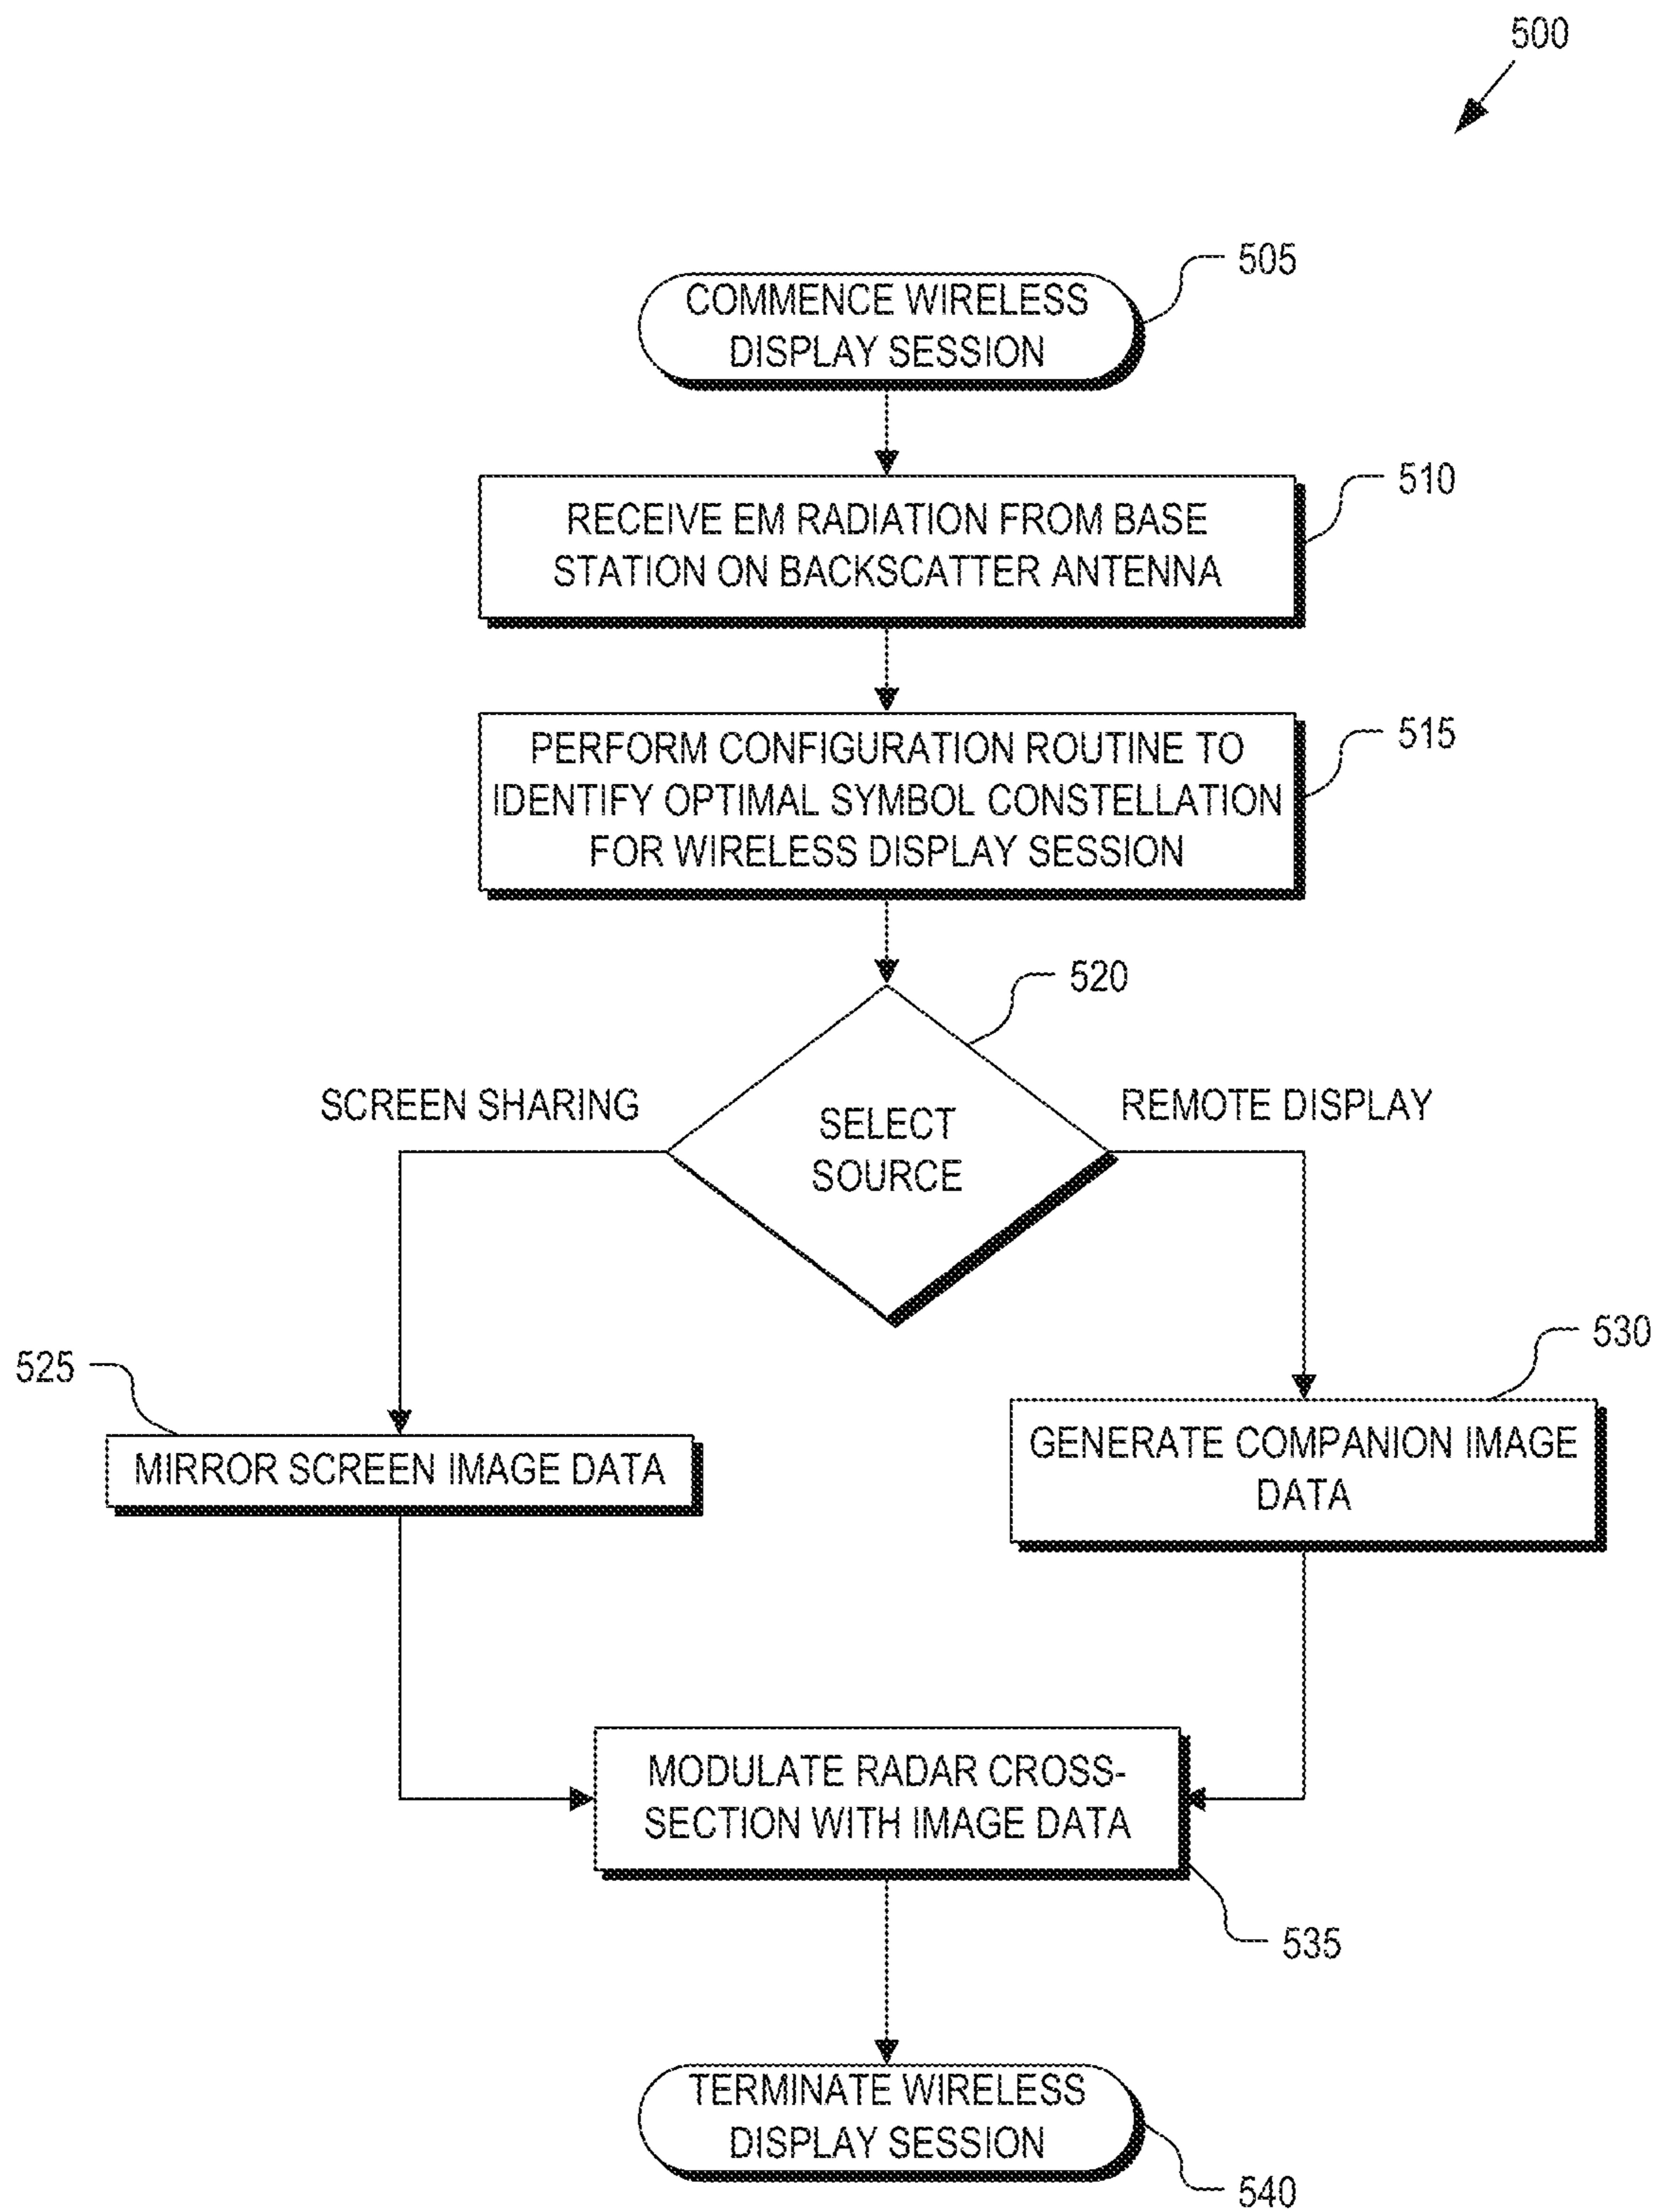 500
505
COMMENCE WIRELESS
DISPLAY SESSION
510
RECEIVE EM RADIATION FROM BASE
STATION ON BACKSCATTER ANTENNA
515
PERFORM CONFIGURATION ROUTINE TO
IDENTIFY OPTIMAL SYMBOL CONSTELLATION
FOR WIRELESS DISPLAY SESSION
520
SELECT
SOURCE
SCREEN SHARING
REMOTE DISPLAY
525
MIRROR SCREEN IMAGE DATA
530
GENERATE COMPANION IMAGE
DATA
MODULATE RADAR CROSS-
SECTION WITH IMAGE DATA
535
TERMINATE WIRELESS
DISPLAY SESSION
540